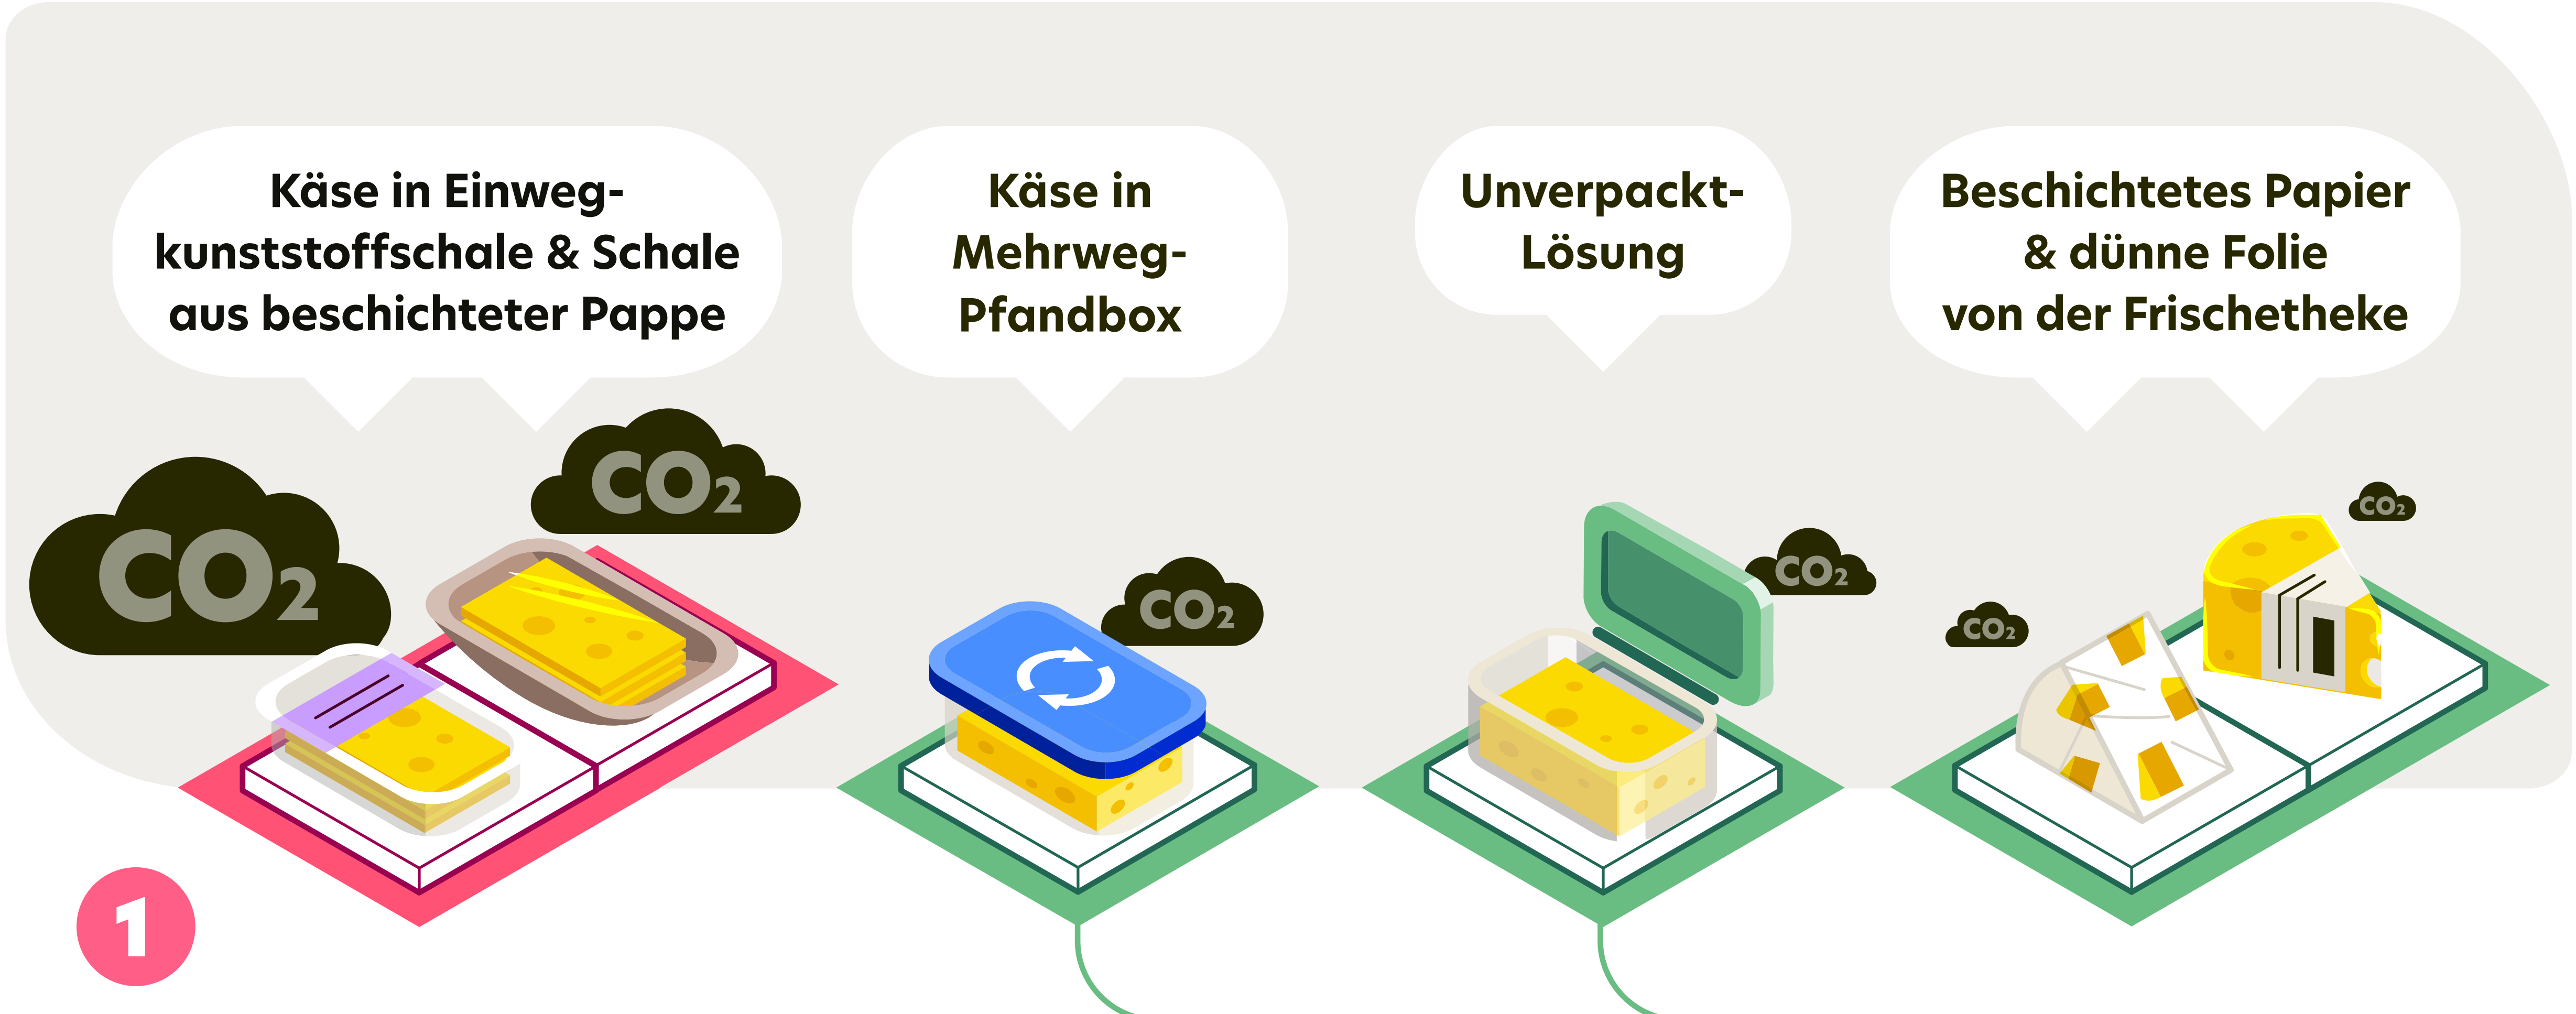 Käse in Einweg-
kunststoffschale & Schale
aus beschichteter Pappe
Käse in
Mehrweg-
Pfandbox
Unverpackt-
Lösung
Beschichtetes Papier
& dünne Folie
von der Frischetheke
CO₂
CO₂
CO₂
CO₂
CO₂
CO₂
1